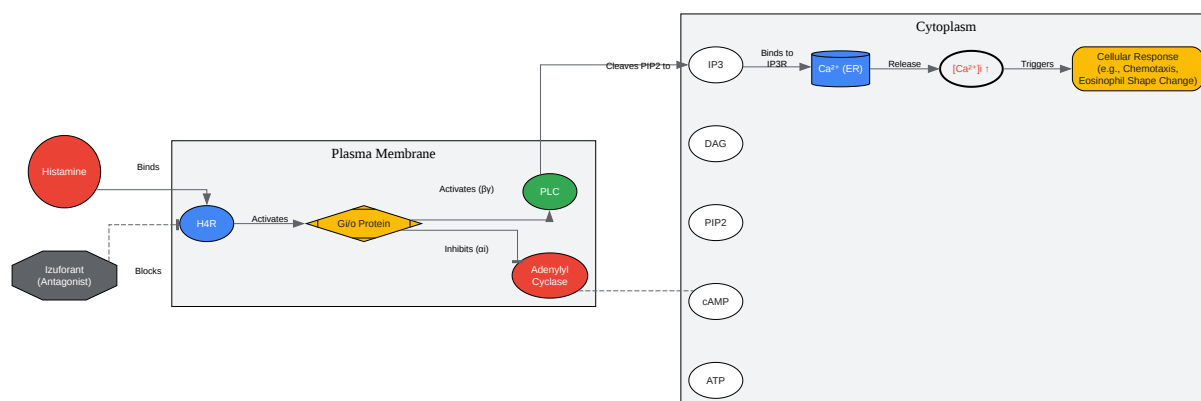 Cytoplasm
Cleaves PIP2 to
IP3
Binds to
IP3R
Ca²⁺ (ER)
Release
[Ca²⁺]i ↑
Triggers
Cellular Response
(e.g., Chemotaxis,
Eosinophil Shape Change)
Plasma Membrane
Histamine
Binds
H4R
Activates
Gi/o Protein
Activates (βγ)
PLC
Inhibits (αi)
Adenylyl
Cyclase
Izuforant
(Antagonist)
Blocks
DAG
PIP2
cAMP
ATP